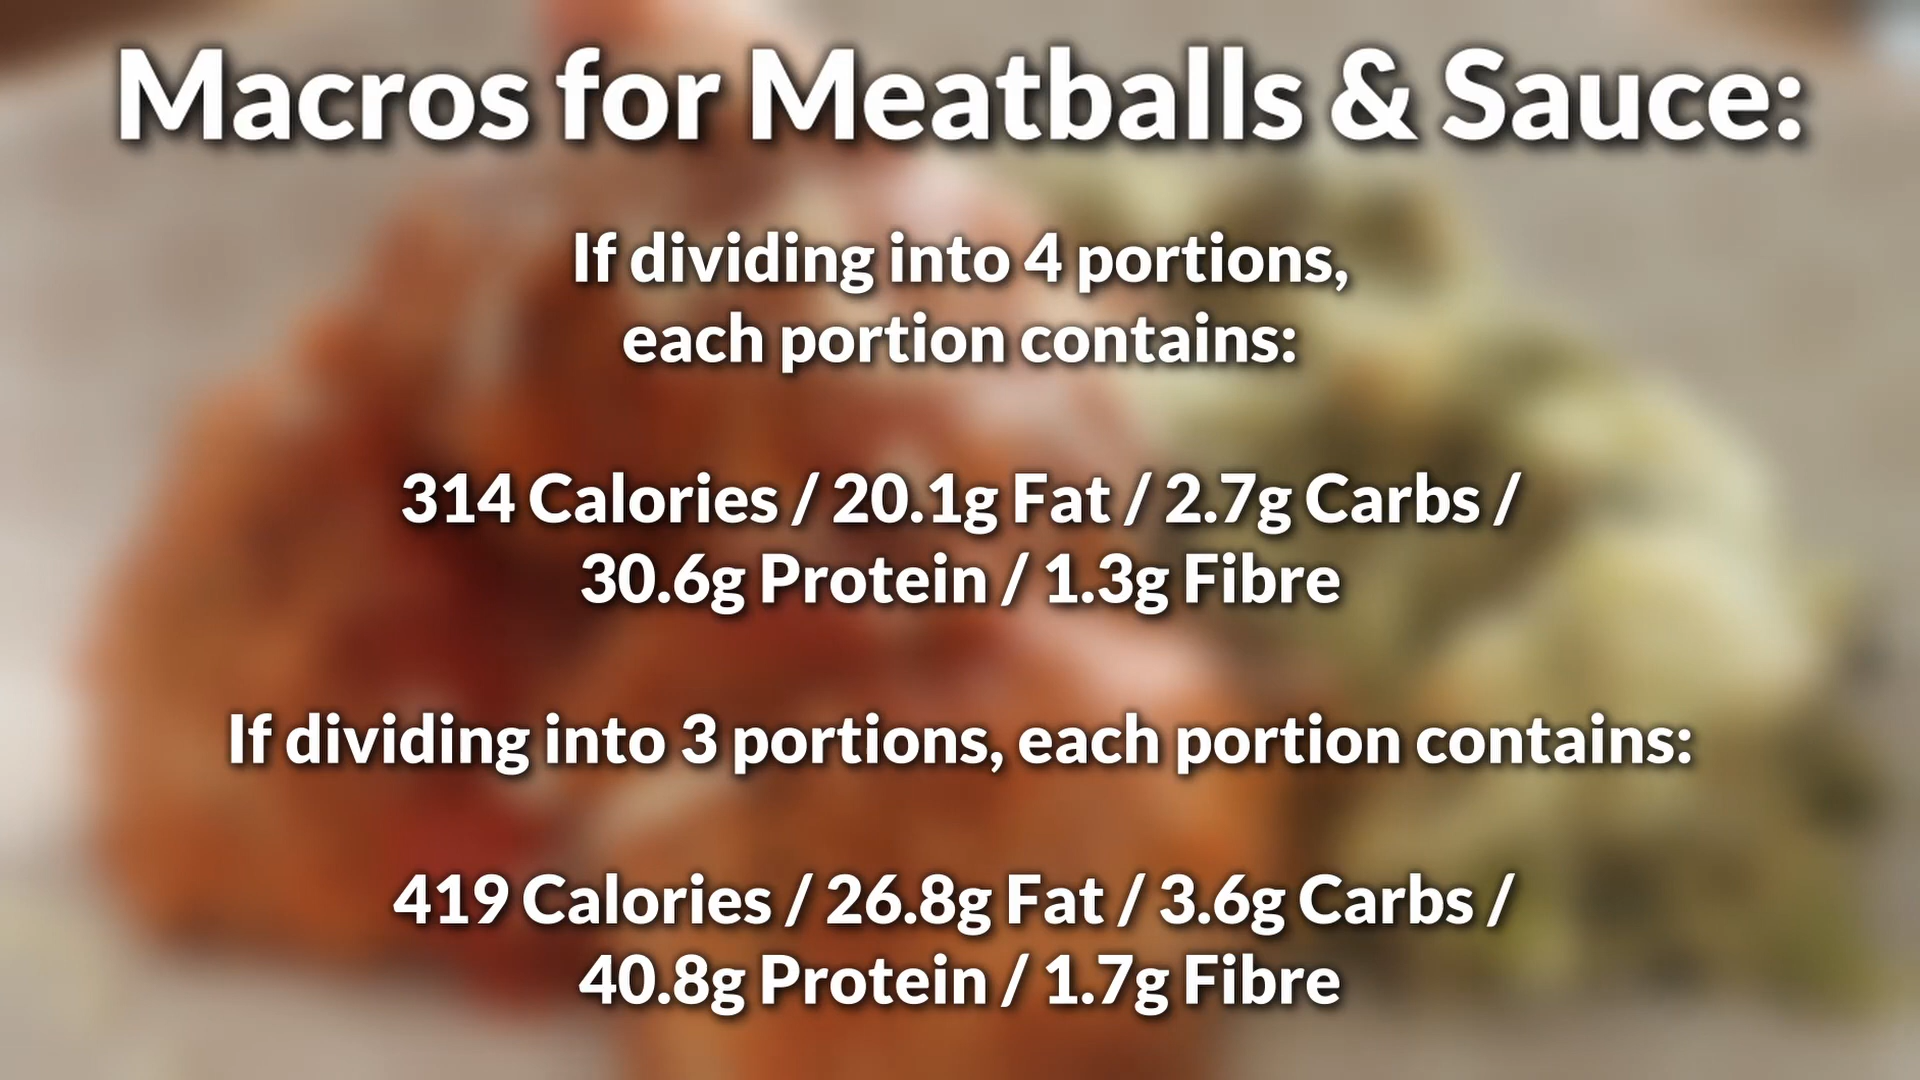 Macros for Meatballs & Sauce:
If dividing into 4 portions,
each portion contains:
314 Calories / 20.1g Fat / 2.7g Carbs /
30.6g Protein / 1.3g Fibre
If dividing into 3 portions, each portion contains:
419 Calories / 26.8g Fat / 3.6g Carbs /
40.8g Protein / 1.7g Fibre